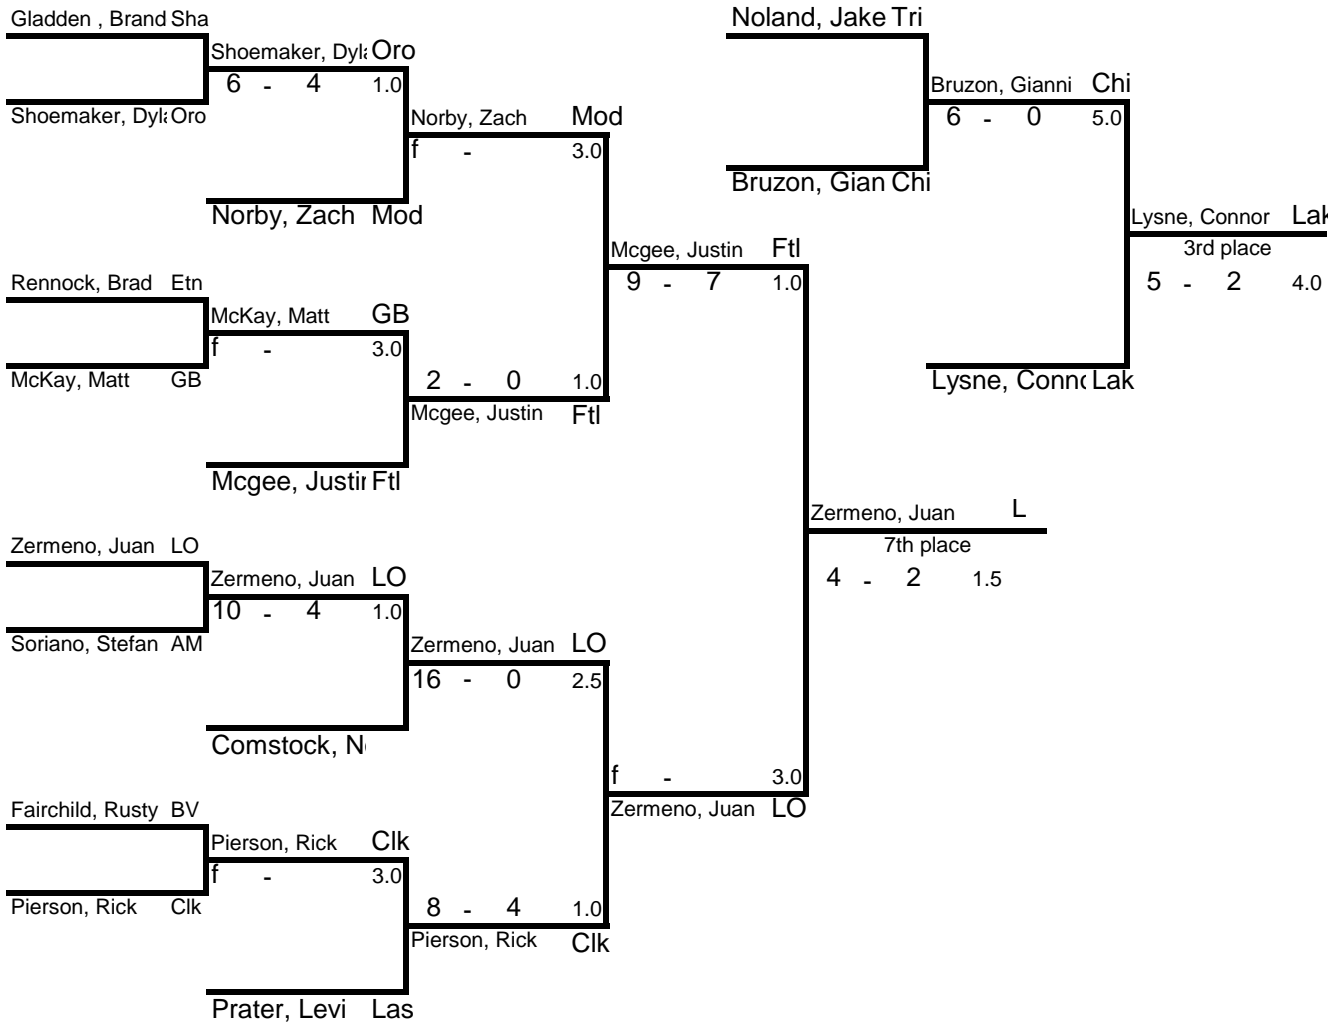 Gladden , Brand Sha
Noland, Jake Tri
Shoemaker, Dyl Oro
6 - 4 1.0
Bruzon, Gianni Chi
6 - 0 5.0
Shoemaker, Dyl Oro
Norby, Zach Mod
f - 3.0
Bruzon, Gian Chi
Norby, Zach Mod
Lysne, Connor Lak
3rd place
5 - 2 4.0
Mcgee, Justin Ftl
9 - 7 1.0
Rennock, Brad Etn
McKay, Matt GB
f - 3.0
McKay, Matt GB
2 - 0 1.0
Mcgee, Justin Ftl
Lysne, Conn Lak
Mcgee, Justin Ftl
Zermeno, Juan L
7th place
4 - 2 1.5
Zermeno, Juan LO
Zermeno, Juan LO
10 - 4 1.0
Soriano, Stefan AM
Zermeno, Juan LO
16 - 0 2.5
Comstock, N
f - 3.0
Zermeno, Juan LO
Fairchild, Rusty BV
Pierson, Rick Clk
f - 3.0
Pierson, Rick Clk
8 - 4 1.0
Pierson, Rick Clk
Prater, Levi Las